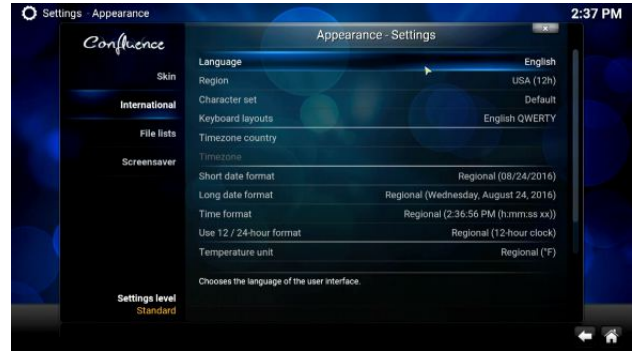 Settings - Appearance
2:37 PM
Confluence
Skin
International
File lists
Screensaver
Settings level
Standard
Appearance - Settings
Language English
Region USA (12h)
Character set Default
Keyboard layouts English QWERTY
Timezone country
Timezone
Short date format Regional (08/24/2016)
Long date format Regional (Wednesday, August 24, 2016)
Time format Regional (2:36:56 PM (h:mm:ss xx))
Use 12 / 24-hour format Regional (12-hour clock)
Temperature unit Regional (°F)
Chooses the language of the user interface.